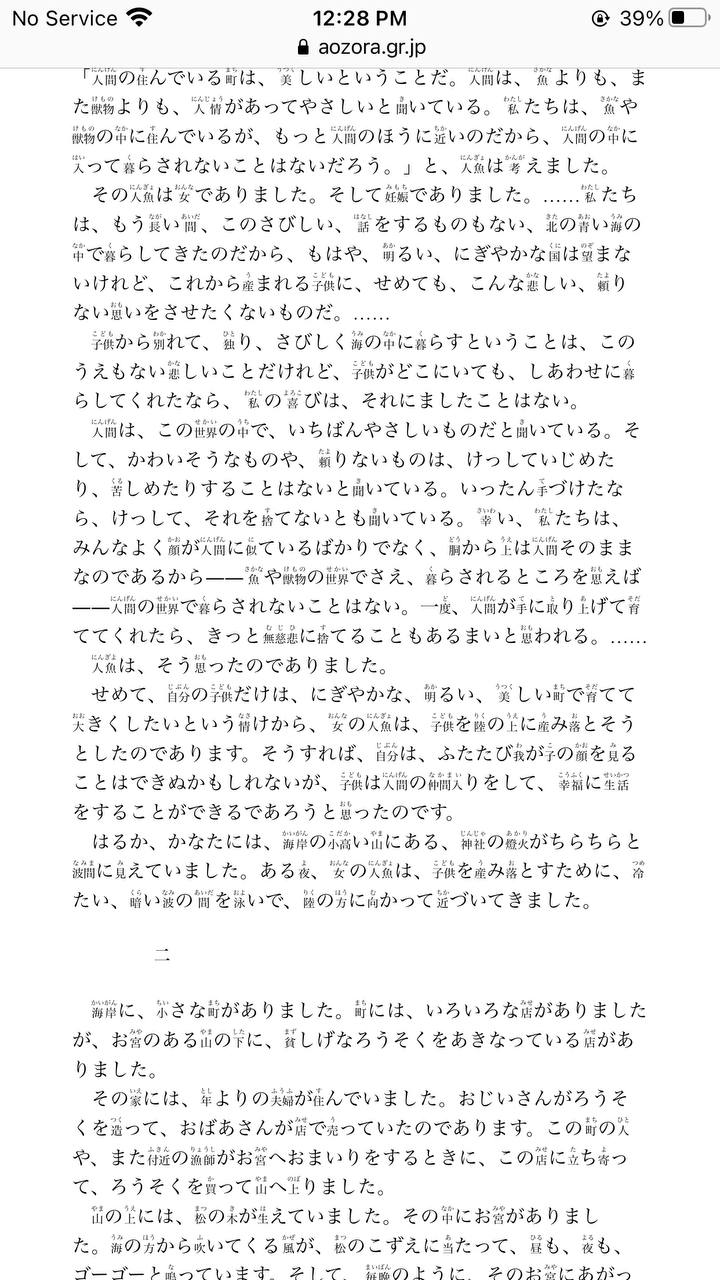 No Service 12:28 PM 39%
aozora.gr.jp
「人間の住んでいる町は、美しいということだ。人間は、魚よりも、ま
た獣物よりも、人情があってやさしいと聞いている。私たちは、魚や
獣物の中に住んでいるが、もっと人間のほうに近いのだから、人間の中に
入って暮らされないことはないだろう。」と、人魚は考えました。
その人魚は女でありました。そして妊娠でありました。……私たち
は、もう長い間、このさびしい、話をするものもない、北の青い海の
中で暮らしてきたのだから、もはや、明るい、にぎやかな国は望まな
いけれど、これから産まれる子供に、せめても、こんな悲しい、頼り
ない思いをさせたくないものだ。……
子供から別れて、独り、さびしく海の中に暮らすということは、この
うえもない悲しいことだけれど、子供がどこにいても、しあわせに暮
らしてくれたなら、私の喜びは、それにましたことはない。
人間は、この世界の中で、いちばんやさしいものだと聞いている。そ
して、かわいそうなものや、頼りないものは、けっしていじめた
り、苦しめたりすることはないと聞いている。いったん手づけたな
ら、けっして、それを捨てないとも聞いている。幸い、私たちは、
みんなよく顔が人間に似ているばかりでなく、胴から上は人間そのまま
なのであるから——魚や獣物の世界でさえ、暮らされるところを思えば
——人間の世界で暮らされないことはない。一度、人間が手に取り上げて育
ててくれたら、きっと無慈悲に捨てることもあるまいと思われる。……
人魚は、そう思ったのでありました。
せめて、自分の子供だけは、にぎやかな、明るい、美しい町で育てて
大きくしたいという情けから、女の人魚は、子供を陸の上に産み落とそう
としたのであります。そうすれば、自分は、ふたたび我が子の顔を見る
ことはできぬかもしれないが、子供は人間の仲間入りをして、幸福に生活
をすることができるであろうと思ったのです。
はるか、かなたには、海岸の小高い山にある、神社の燈火がちらちらと
波間に見えていました。ある夜、女の人魚は、子供を産み落とすために、冷
たい、暗い波の間を泳いで、陸の方に向かって近づいてきました。
二
海岸に、小さな町がありました。町には、いろいろな店がありました
が、お宮のある山の下に、貧しげなろうそくをあきなっている店があ
りました。
その家には、年よりの夫婦が住んでいました。おじいさんがろうそ
くを造って、おばあさんが店で売っていたのであります。この町の人
や、また付近の漁師がお宮へおまいりをするときに、この店に立ち寄っ
て、ろうそくを買って山へ上りました。
山の上には、松の木が生えていました。その中にお宮がありまし
た。海の方から吹いてくる風が、松のこずえに当たって、昼も、夜も、
ゴーゴーと鳴っています。そして、毎晩のように、そのお宮にあがっ